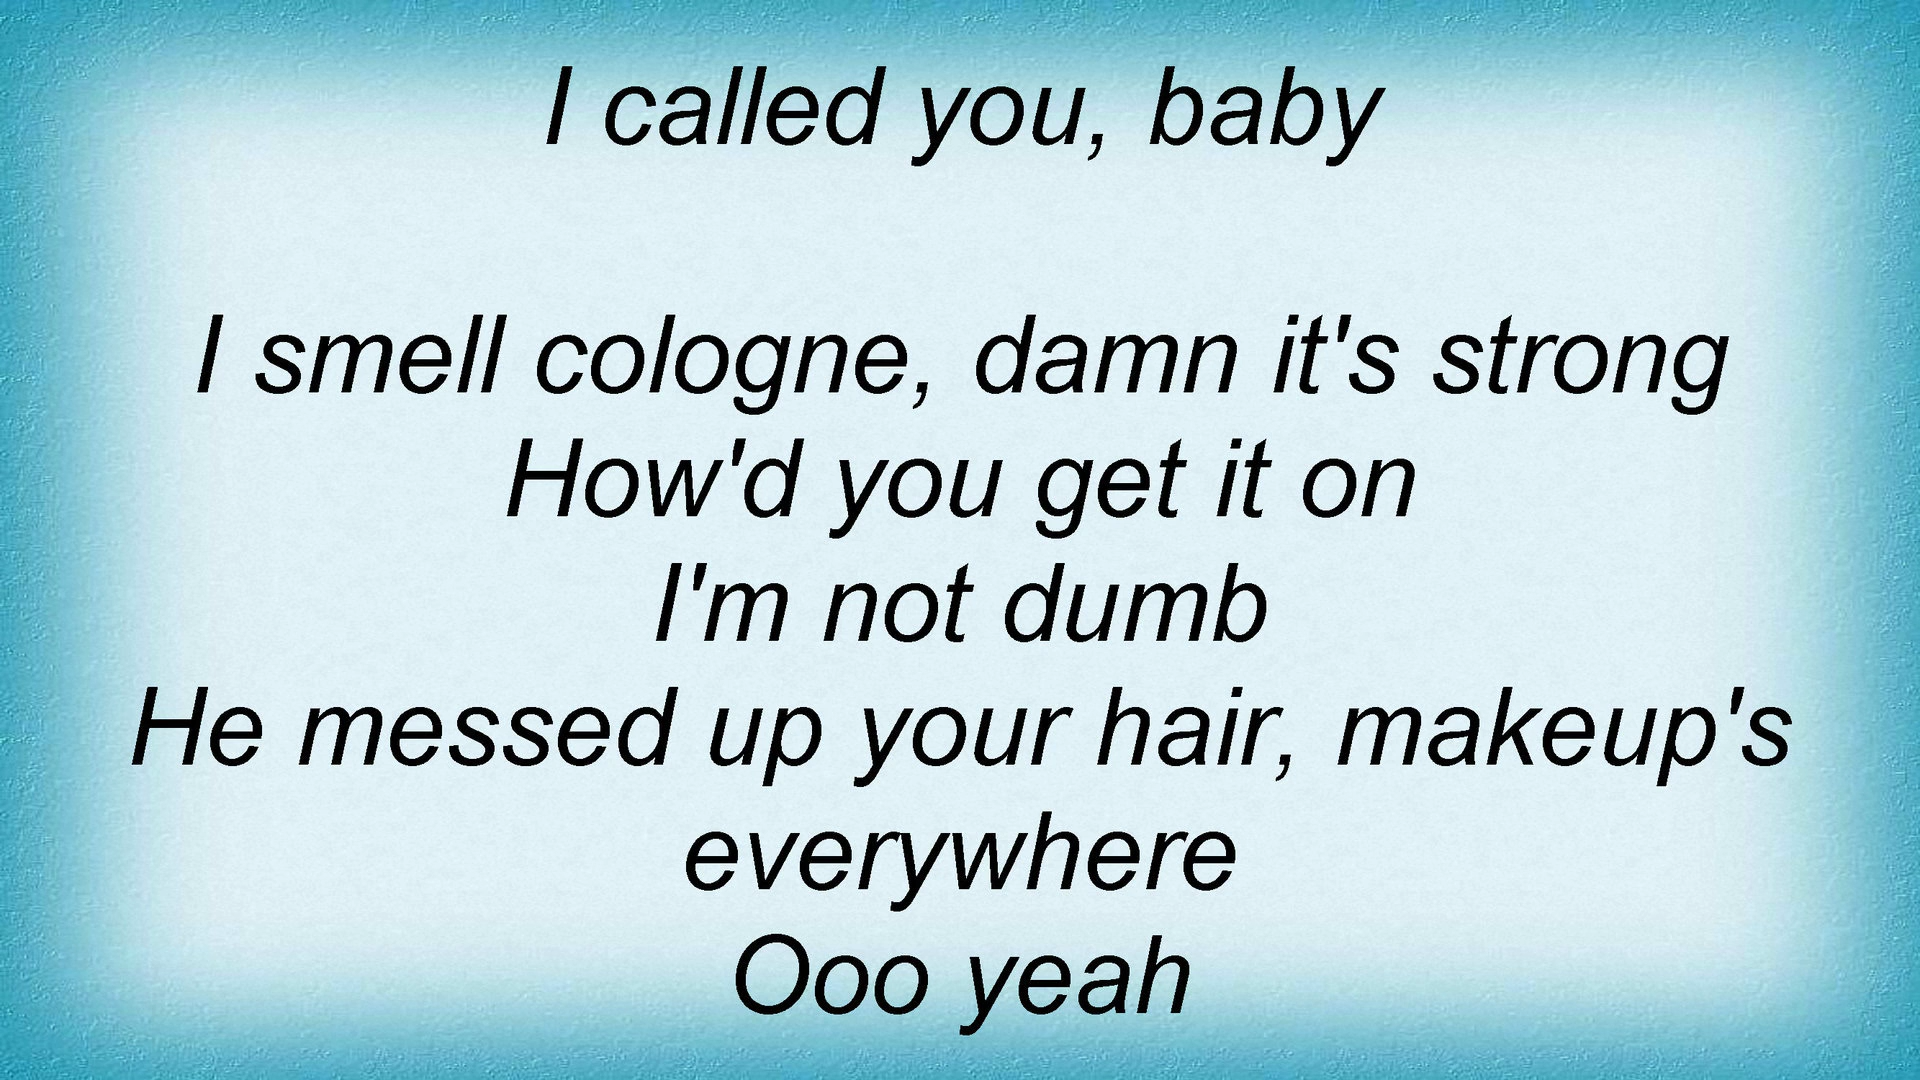 I called you, baby
I smell cologne, damn it's strong
How'd you get it on
I'm not dumb
He messed up your hair, makeup's
everywhere
Ooo yeah